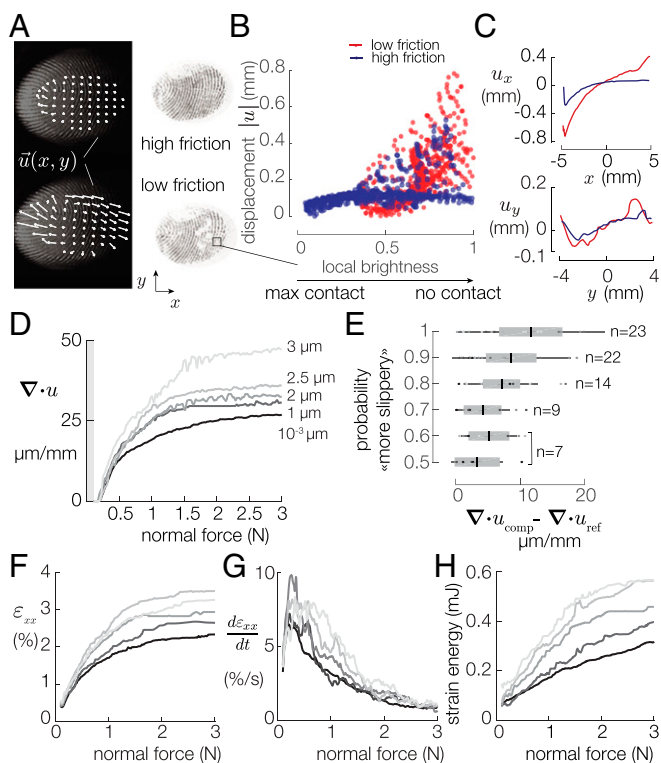 A
high friction
u⃗(x, y)
low friction
y
x
B
low friction
high friction
displacement |u| (mm)
0.8
0.6
0.4
0.2
0
0
0.5
1
local brightness
max contact
no contact
C
u_x
(mm)
0.4
0
-0.4
-0.8
-5
0
5
x (mm)
u_y
(mm)
0.2
0
-0.1
-4
0
4
y (mm)
D
∇·u
µm/mm
50
25
0
3 µm
2.5 µm
2 µm
1 µm
10⁻³ µm
0.5
1
1.5
2
2.5
3
normal force (N)
E
probability
«more slippery»
1
n=23
0.9
n=22
0.8
n=14
0.7
n=9
0.6
n=7
0.5
0
10
20
∇·u_comp - ∇·u_ref
µm/mm
F
ε_xx
(%)
4
3
2
1
0
0
1
2
3
normal force (N)
G
dε_xx
dt
(%/s)
10
5
0
0
1
2
3
normal force (N)
H
strain energy (mJ)
0.6
0.4
0.2
0
0
1
2
3
normal force (N)